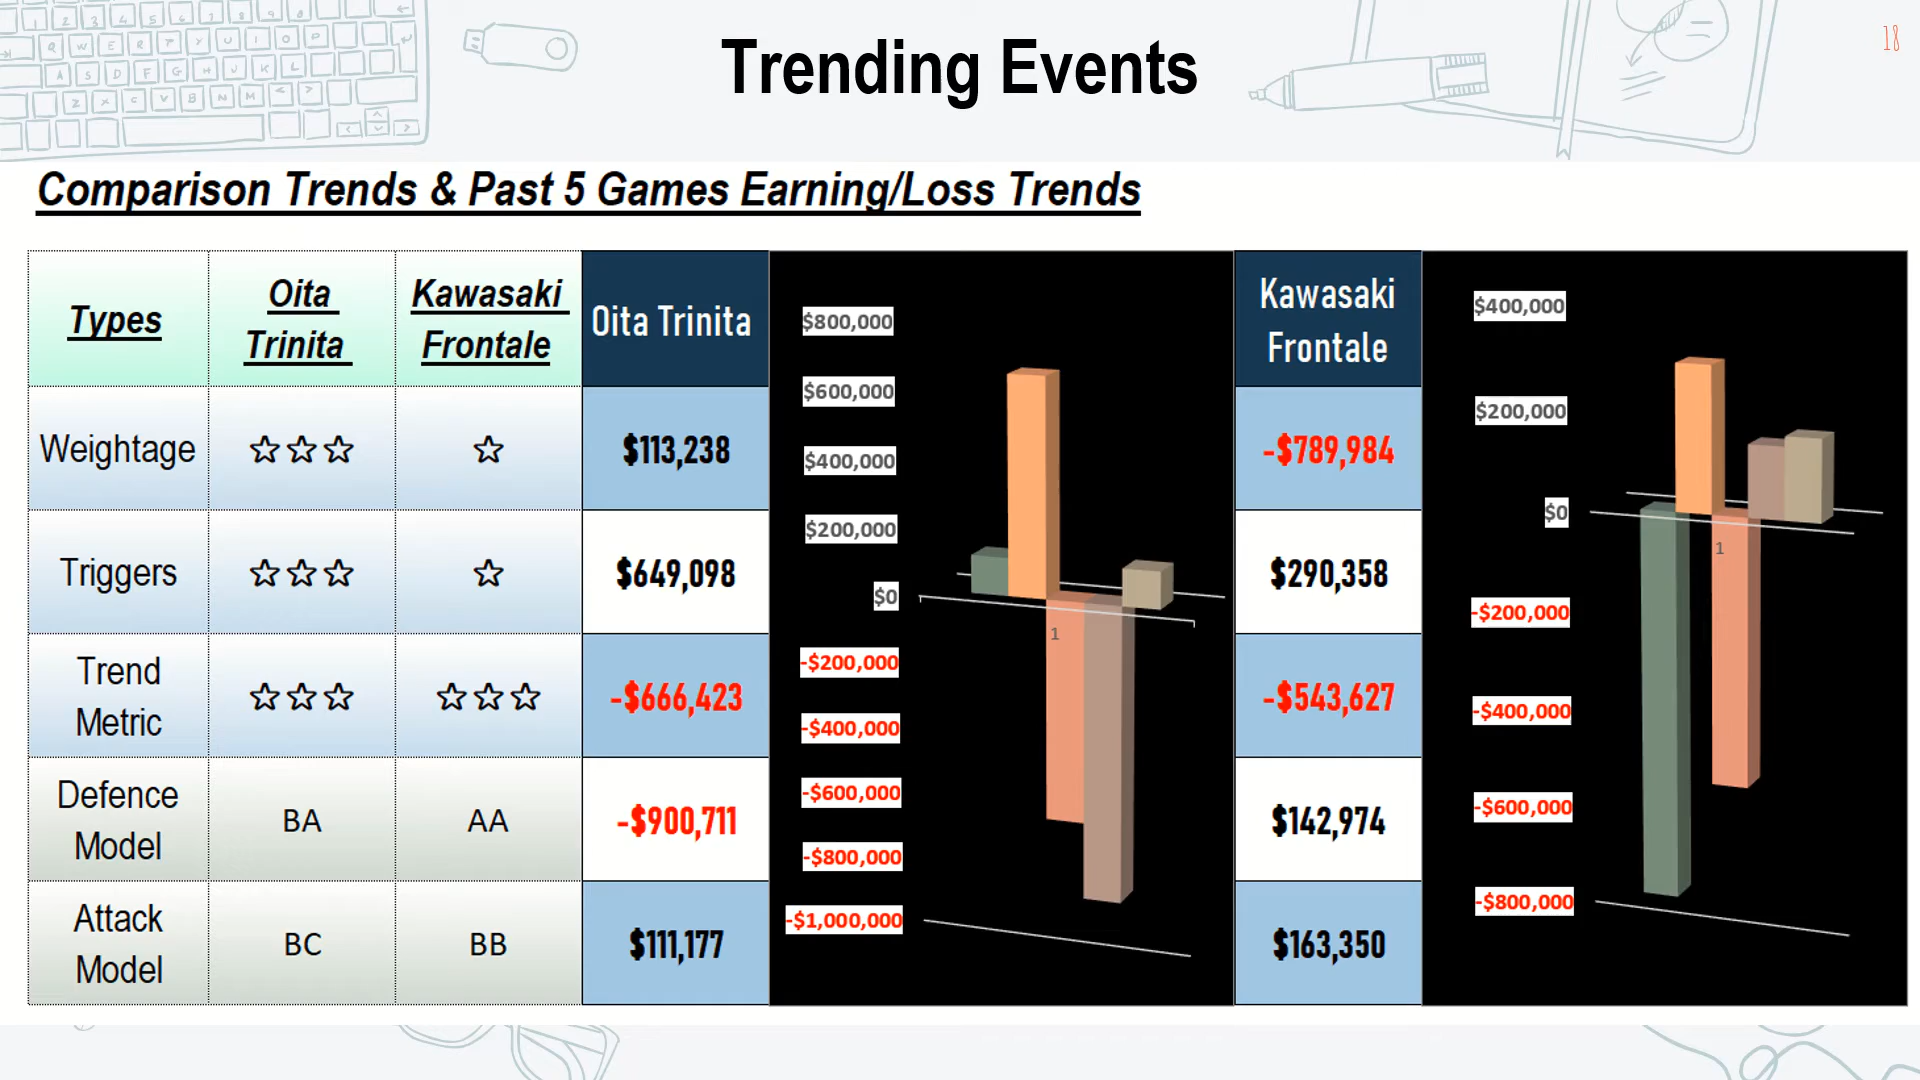 18
Trending Events
Comparison Trends & Past 5 Games Earning/Loss Trends
Types
Oita
Trinita
Kawasaki
Frontale
Oita Trinita
Kawasaki
Frontale
Weightage
☆☆☆
☆
$113,238
-$789,984
Triggers
☆☆☆
☆
$649,098
$290,358
Trend
Metric
☆☆☆
☆☆☆
-$666,423
-$543,627
Defence
Model
BA
AA
-$900,711
$142,974
Attack
Model
BC
BB
$111,177
$163,350
$800,000
$600,000
$400,000
$200,000
$0
-$200,000
-$400,000
-$600,000
-$800,000
-$1,000,000
1
$400,000
$200,000
$0
-$200,000
-$400,000
-$600,000
-$800,000
1